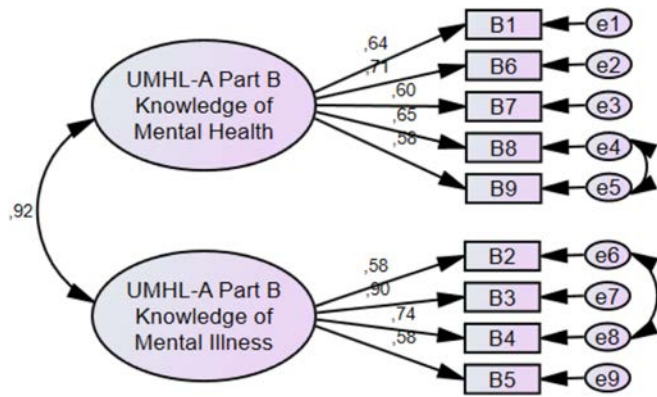 UMHL-A Part B
Knowledge of
Mental Health
,64
,71
,60
,65
,58
B1
e1
B6
e2
B7
e3
B8
e4
B9
e5
,92
UMHL-A Part B
Knowledge of
Mental Illness
,58
,90
,74
,58
B2
e6
B3
e7
B4
e8
B5
e9